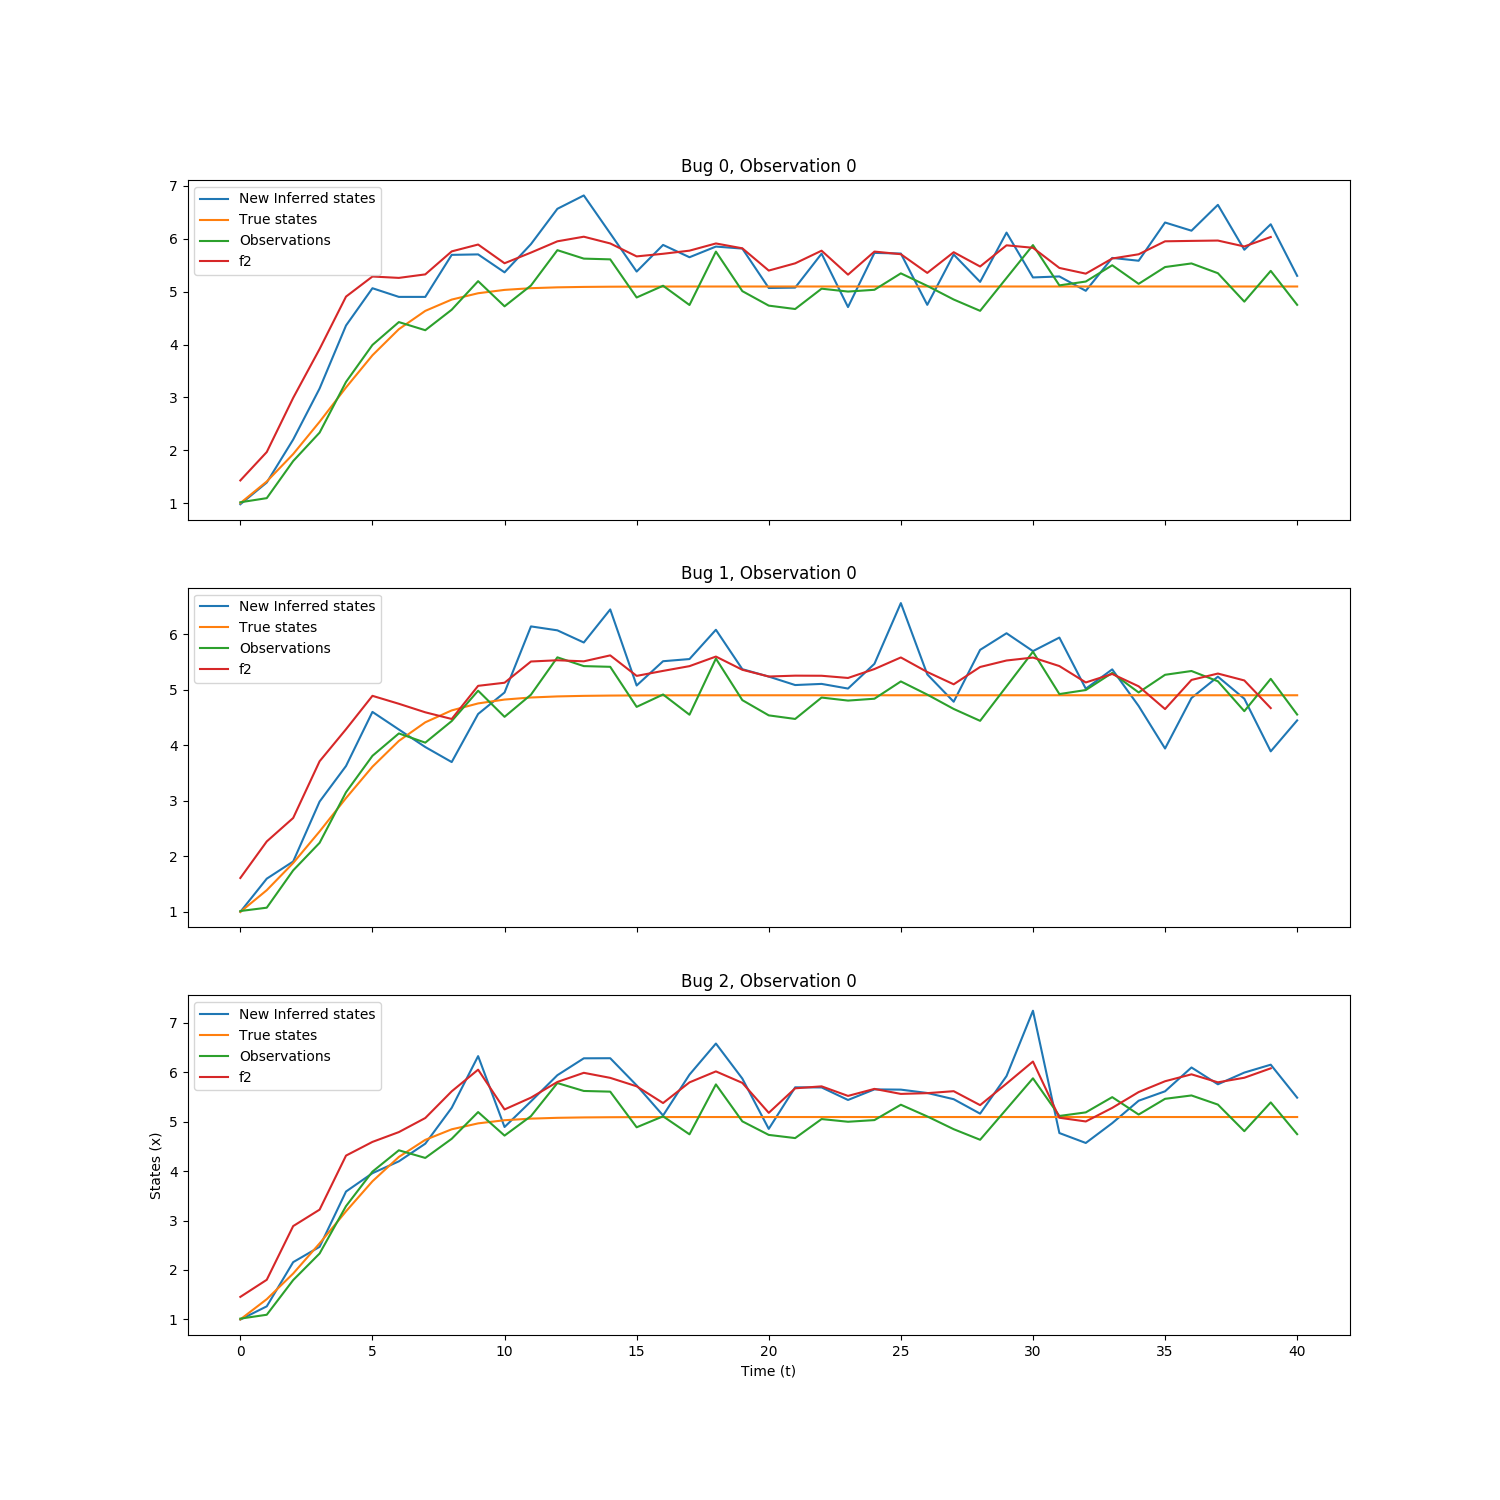 Bug 0, Observation 0
New Inferred states
True states
Observations
f2
7
6
5
4
3
2
1
Bug 1, Observation 0
New Inferred states
True states
Observations
f2
6
5
4
3
2
1
Bug 2, Observation 0
New Inferred states
True states
Observations
f2
7
6
5
4
3
2
1
States (x)
0 5 10 15 20 25 30 35 40
Time (t)